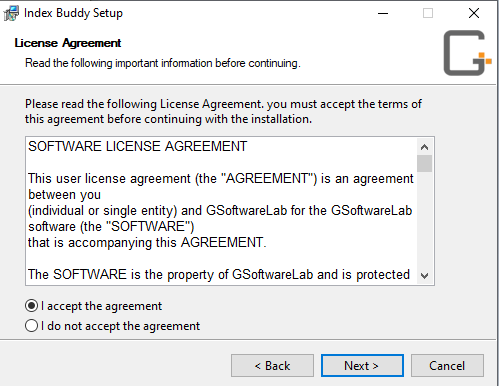 Index Buddy Setup
License Agreement
Read the following important information before continuing.
Please read the following License Agreement. you must accept the terms of
this agreement before continuing with the installation.
SOFTWARE LICENSE AGREEMENT
This user license agreement (the "AGREEMENT") is an agreement
between you
(individual or single entity) and GSoftwareLab for the GSoftwareLab
software (the "SOFTWARE")
that is accompanying this AGREEMENT.
The SOFTWARE is the property of GSoftwareLab and is protected
I accept the agreement
I do not accept the agreement
< Back
Next >
Cancel